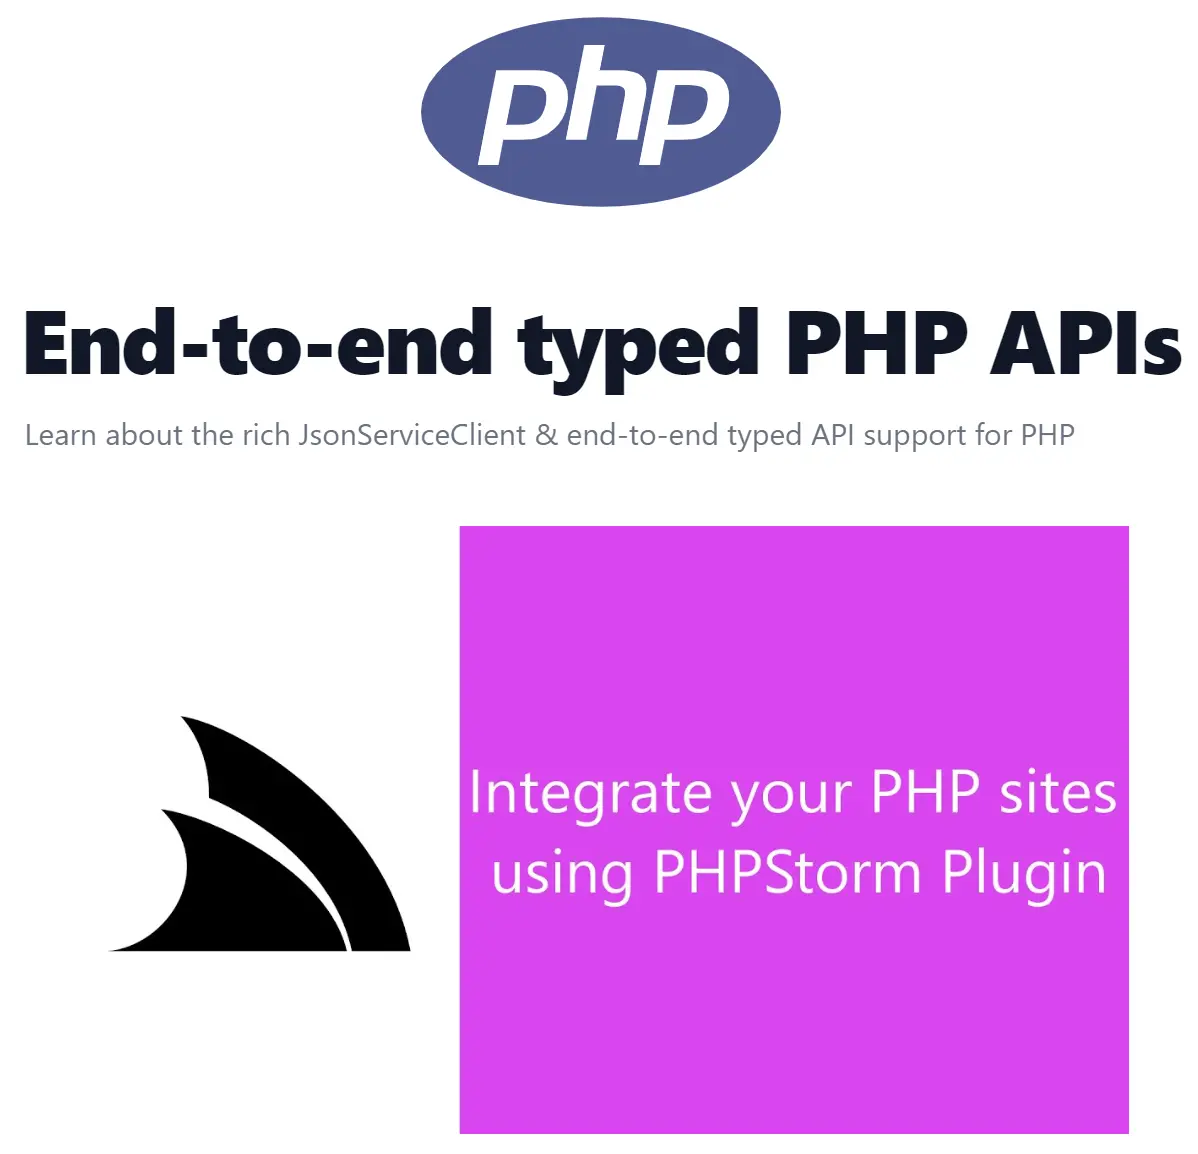 php
End-to-end typed PHP APIs
Learn about the rich JsonServiceClient & end-to-end typed API support for PHP
Integrate your PHP sites
using PHPStorm Plugin